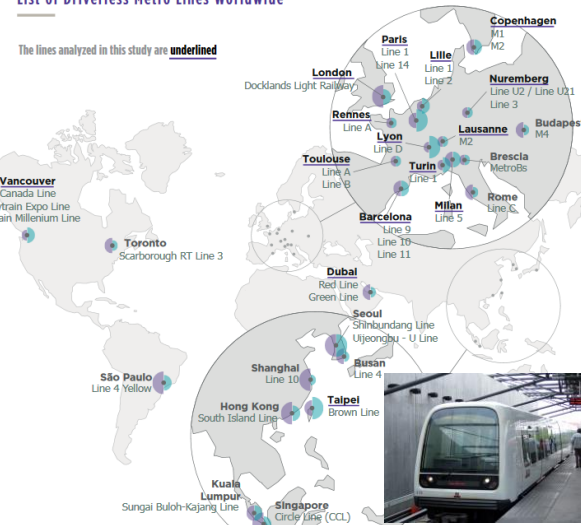 List of Driverless Metro Lines Worldwide
The lines analyzed in this study are underlined
Copenhagen
M1
M2
Paris
Line 1
Line 14
Lille
Line 1
Line 2
London
Docklands Light Railway
Nuremberg
Line U2 / Line U21
Line 3
Rennes
Line A
Budapest
M4
Lausanne
M2
Lyon
Line D
Toulouse
Line A
Line B
Turin
Line 1
Brescia
MetroBs
Rome
Line C
Milan
Line 5
Barcelona
Line 9
Line 10
Line 11
Vancouver
Canada Line
Expo Line
Millenium Line
Toronto
Scarborough RT Line 3
Dubai
Red Line
Green Line
Seoul
Shinbundang Line
Uijeongbu - U Line
Busan
Line 4
São Paulo
Line 4 Yellow
Shanghai
Line 10
Hong Kong
South Island Line
Taipei
Brown Line
Kuala
Lumpur
Sungai Buloh-Kajang Line
Singapore
Circle Line (CCL)